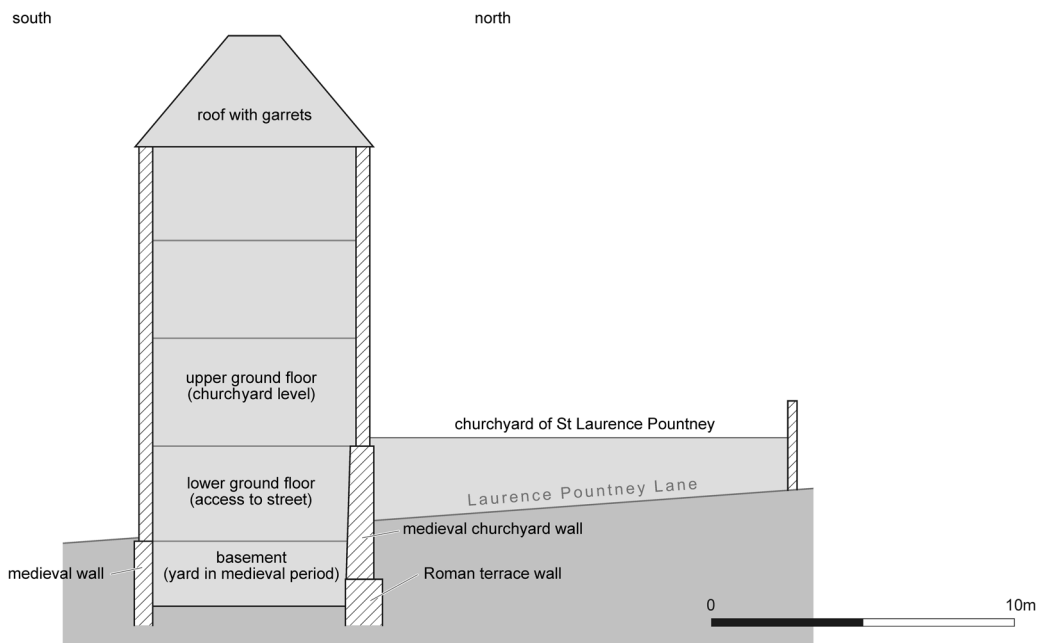 south
north
roof with garrets
upper ground floor
(churchyard level)
churchyard of St Laurence Pountney
lower ground floor
(access to street)
Laurence Pountney Lane
medieval churchyard wall
basement
(yard in medieval period)
medieval wall
Roman terrace wall
0
10m